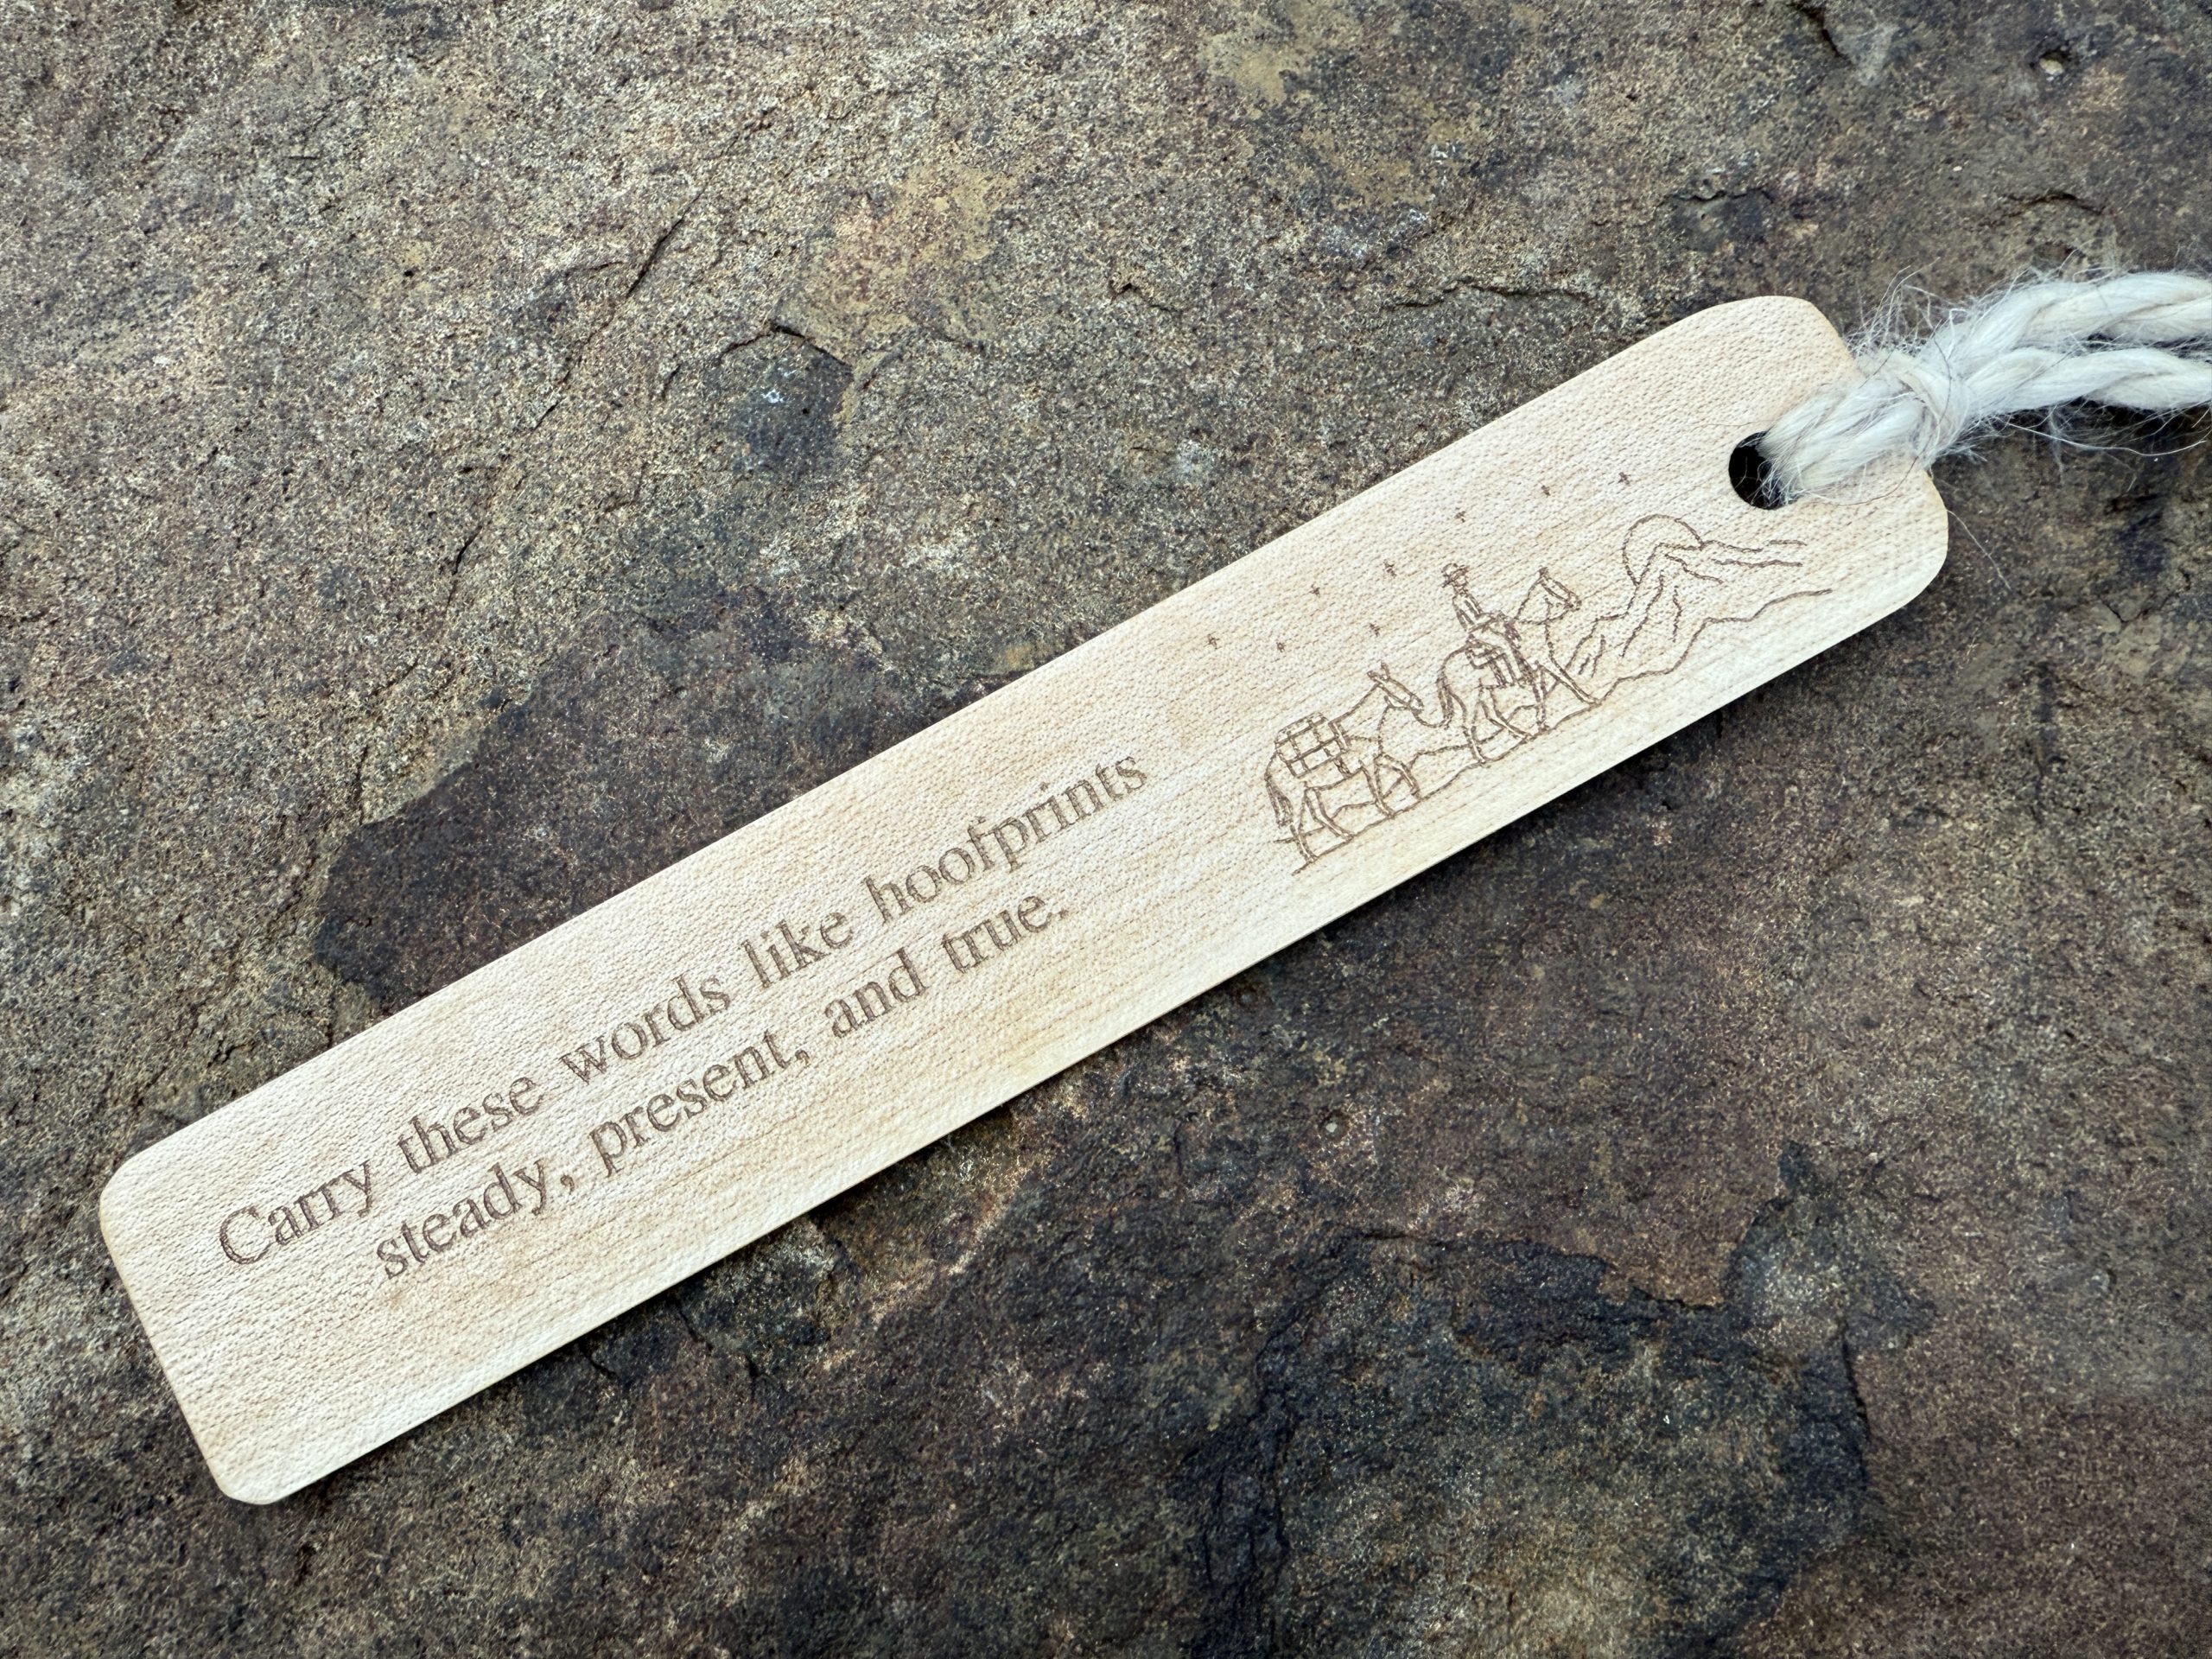 Carry these words like hoofprints
steady, present, and true.